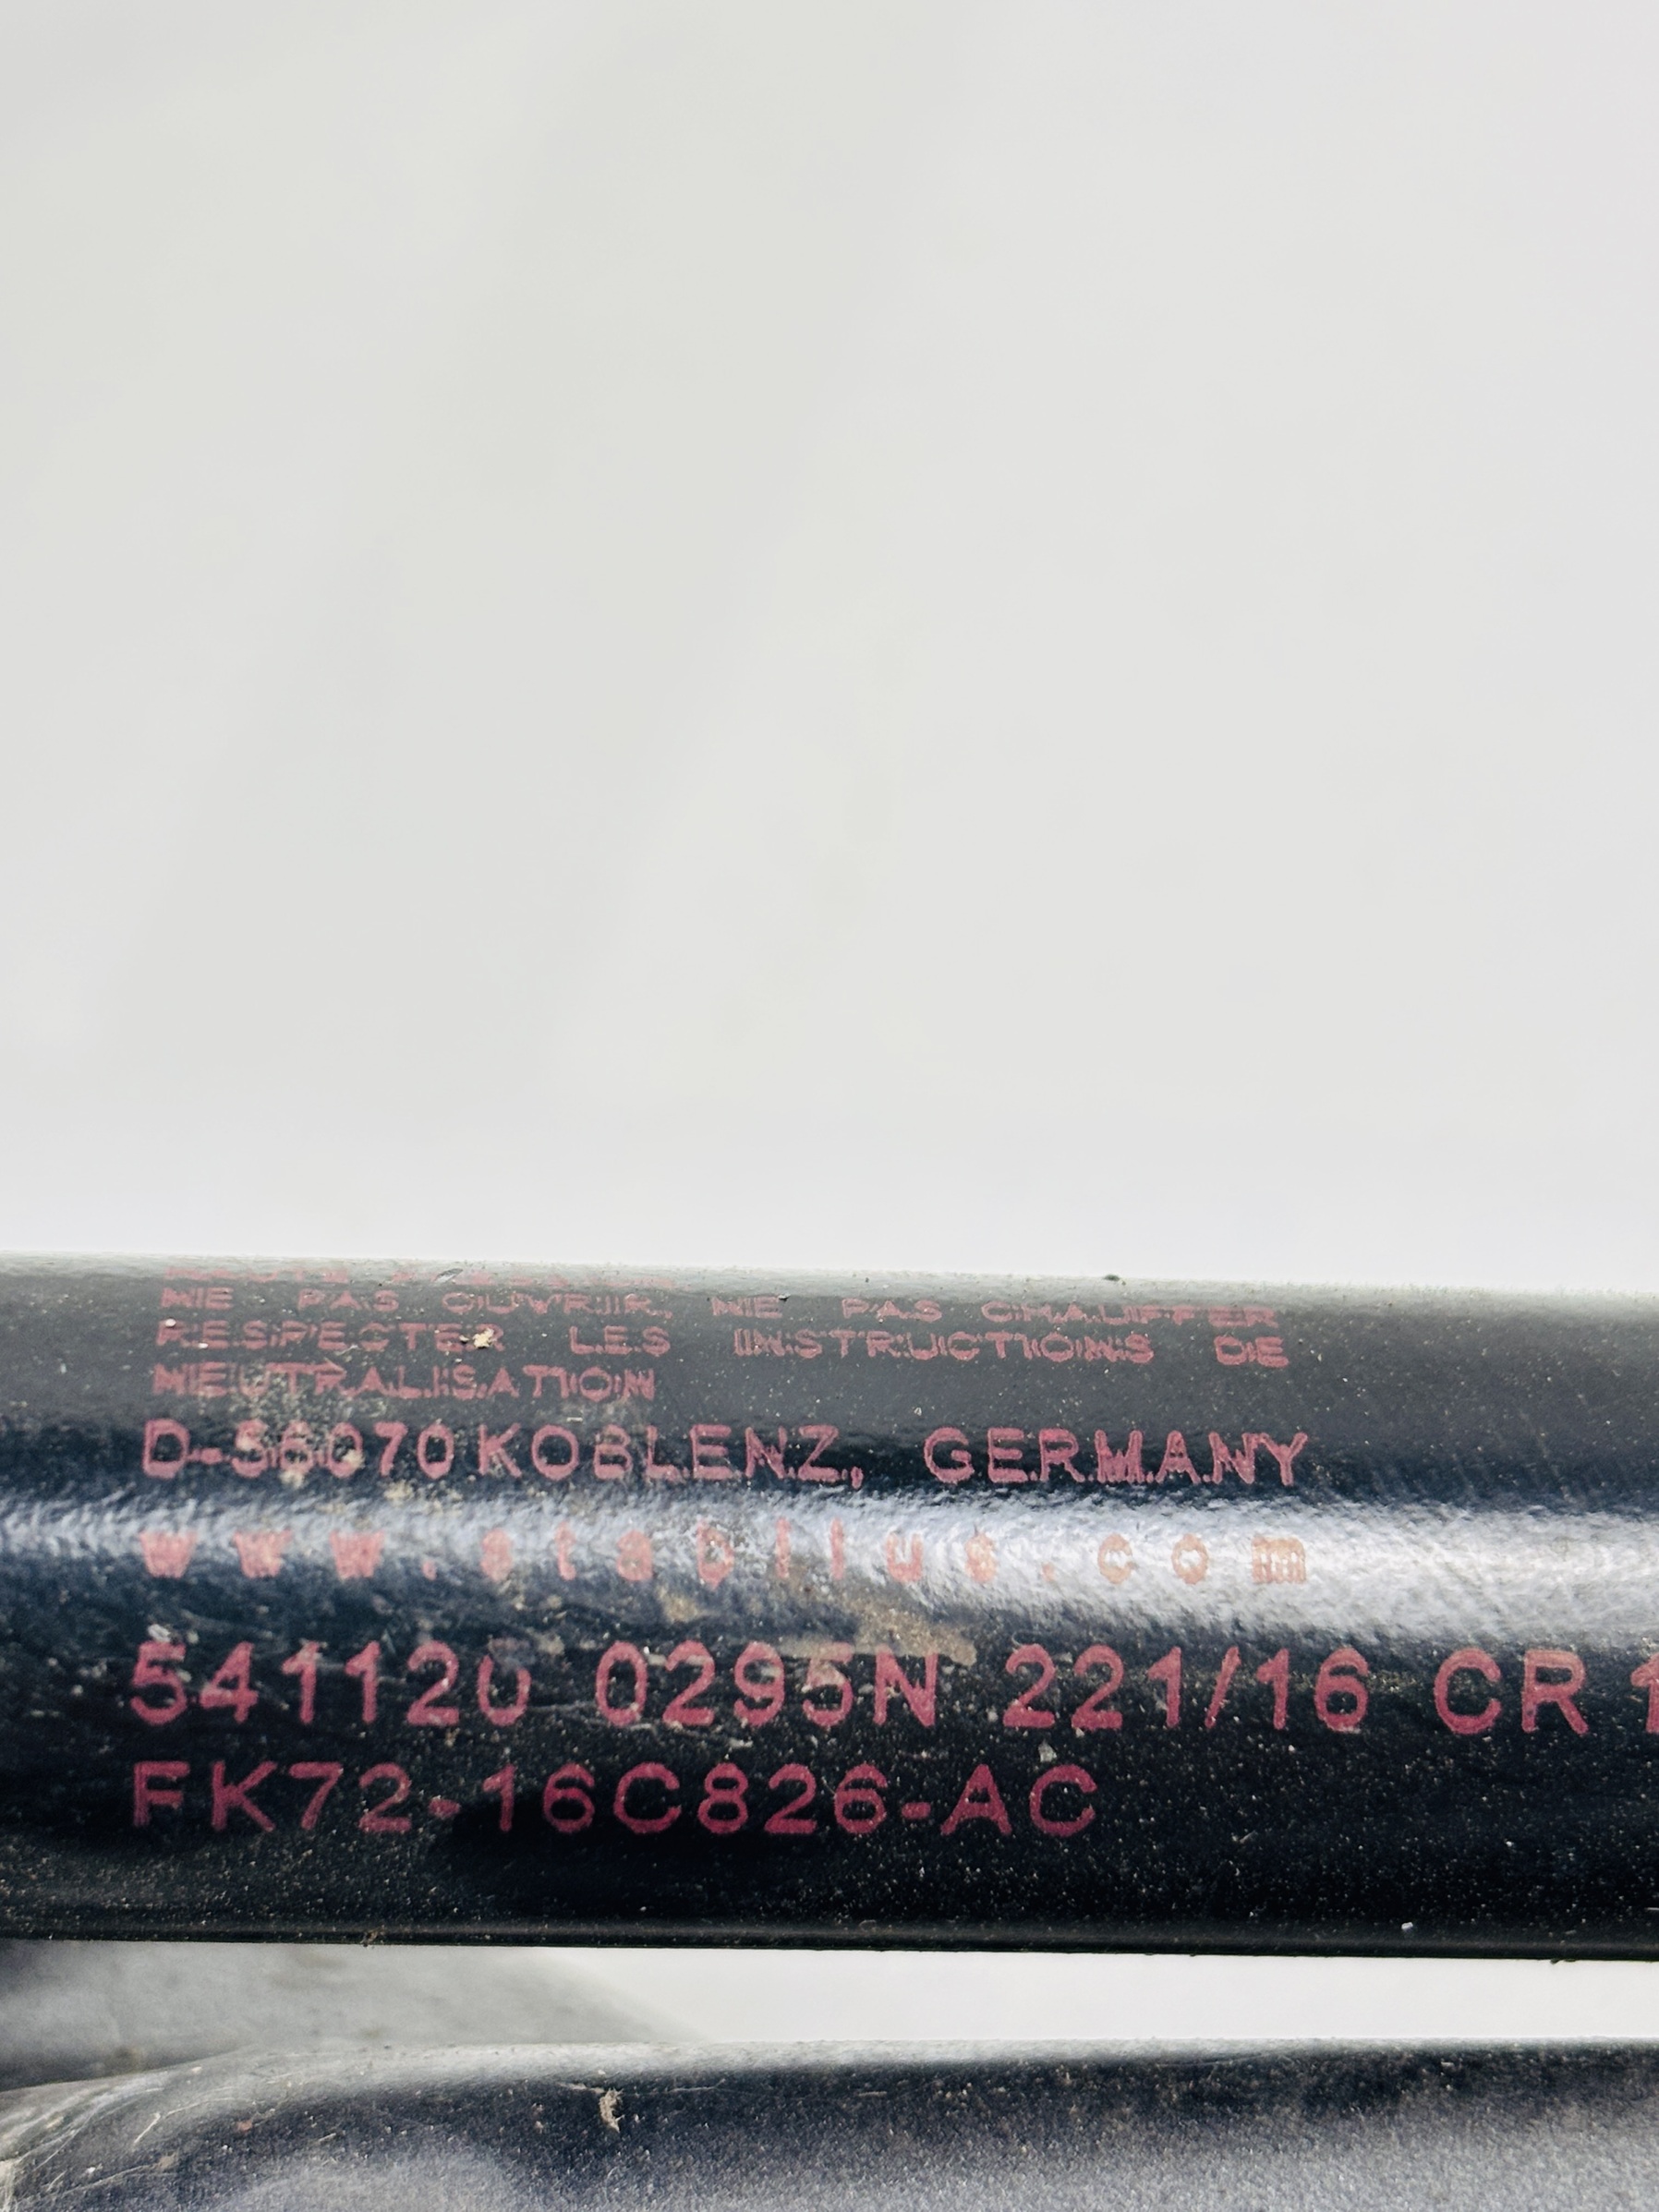 NE PAS OUVRIR, NE PAS CHAUFFER
RESPECTER LES INSTRUCTIONS DE
NEUTRALISATION
D-56070 KOBLENZ, GERMANY
www.stabilus.com
541120 0295N 221/16 CR
FK72-16C826-AC